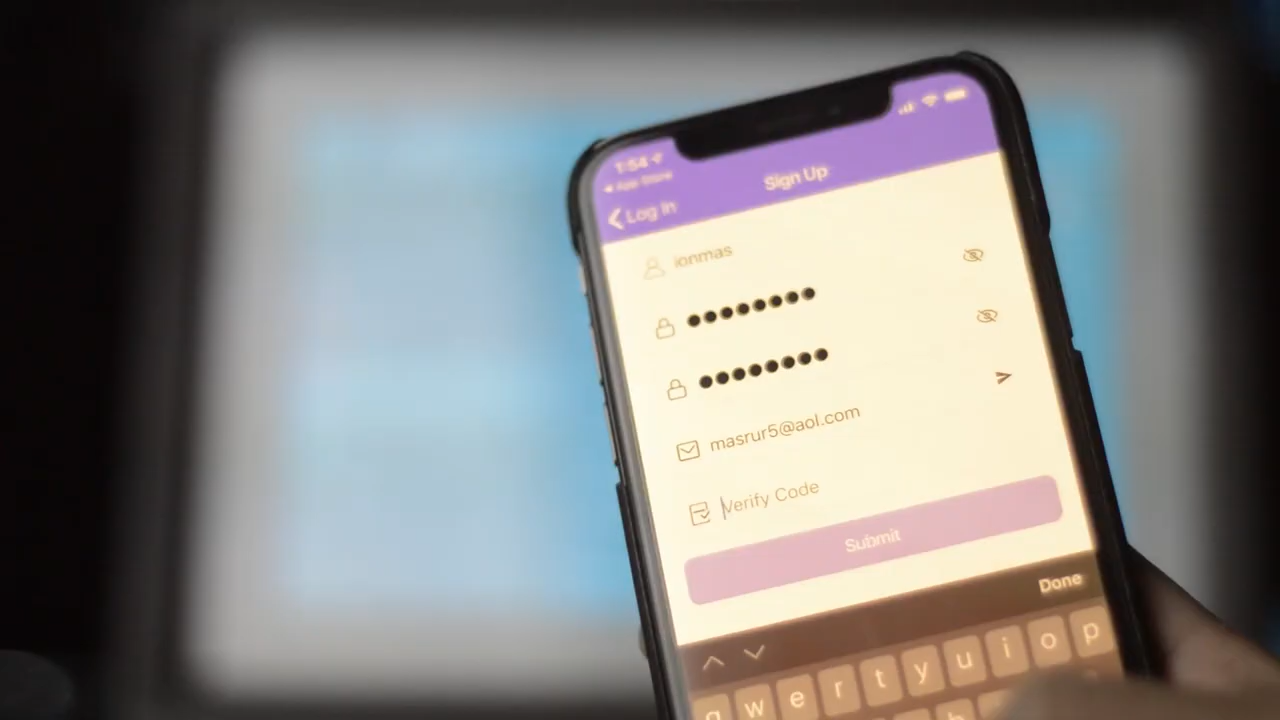 1:54
App Store
Sign Up
Log In
ionmas
masrur5@aol.com
Verify Code
Submit
Done
q w e r t y u i o p
h